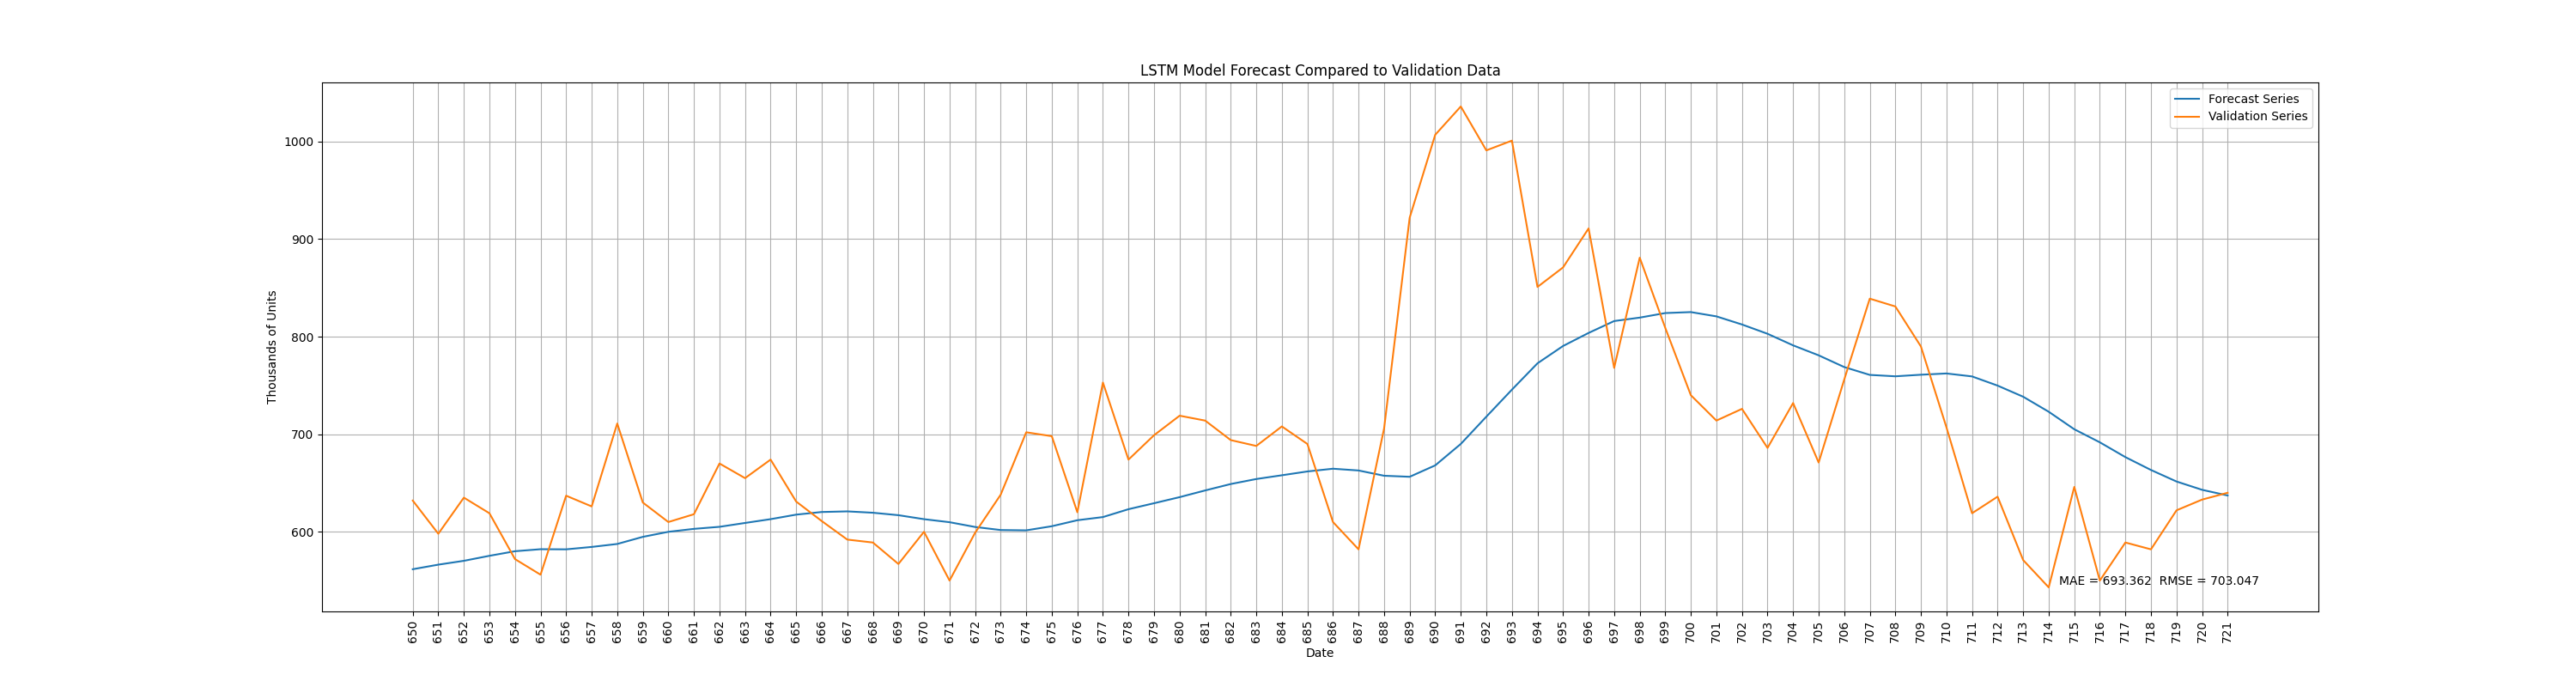 LSTM Model Forecast Compared to Validation Data
Forecast Series
Validation Series
Thousands of Units
1000
900
800
700
600
MAE = 693.362 RMSE = 703.047
650 651 652 653 654 655 656 657 658 659 660 661 662 663 664 665 666 667 668 669 670 671 672 673 674 675 676 677 678 679 680 681 682 683 684 685 686 687 688 689 690 691 692 693 694 695 696 697 698 699 700 701 702 703 704 705 706 707 708 709 710 711 712 713 714 715 716 717 718 719 720 721
Date